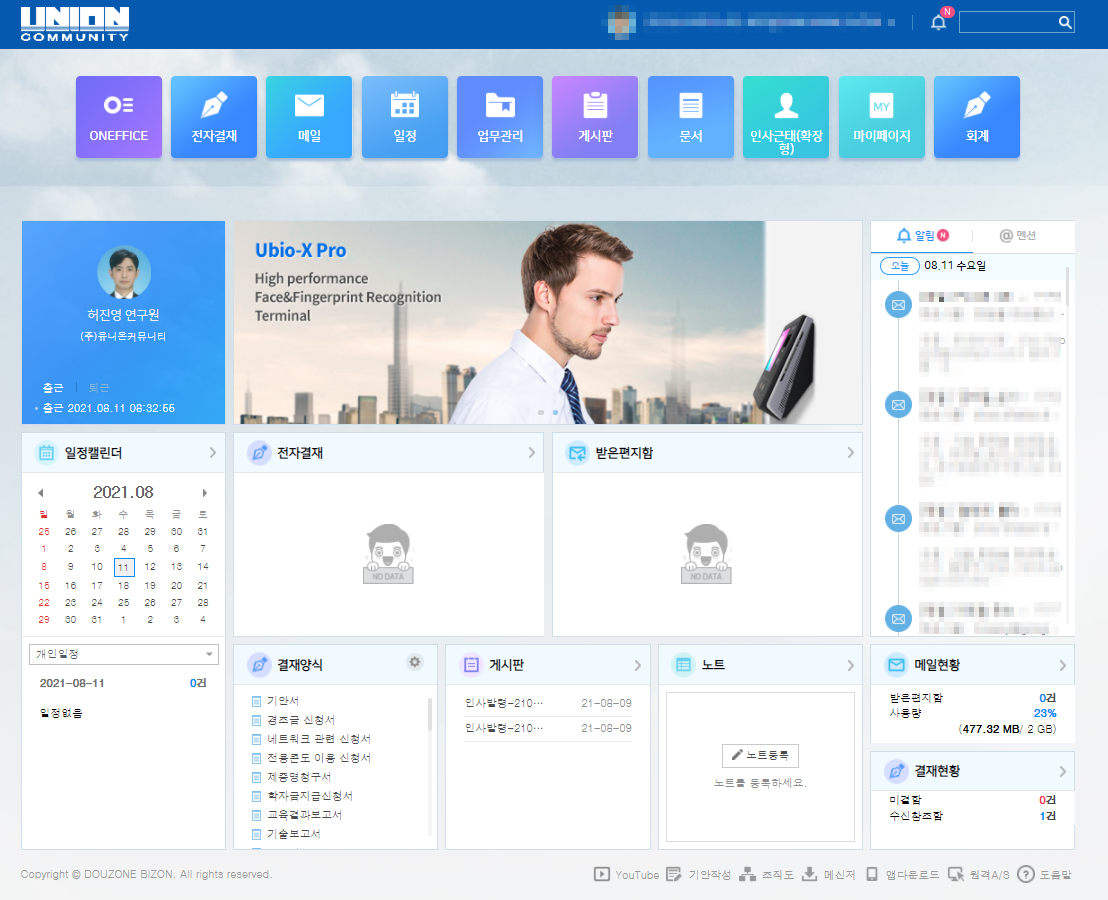 UNION
COMMUNITY
N
ONEFFICE
전자결재
메일
일정
업무관리
게시판
문서
인사근태(확장
형)
MY
마이페이지
회계
허진영 연구원
(주)유니온커뮤니티
출근 퇴근
출근 2021.08.11 08:32:56
Ubio-X Pro
High performance
Face&Fingerprint Recognition
Terminal
알림 N
@ 멘션
오늘 08.11 수요일
일정캘린더
2021.08
일 월 화 수 목 금 토
25 26 27 28 29 30 31
1 2 3 4 5 6 7
8 9 10 11 12 13 14
15 16 17 18 19 20 21
22 23 24 25 26 27 28
29 30 31 1 2 3 4
개인일정
2021-08-11 0건
일정없음
전자결재
NO DATA
받은편지함
NO DATA
결재양식
기안서
경조금 신청서
네트워크 관련 신청서
전용존도 이용 신청서
제증명청구서
학자금지급신청서
교육결과보고서
기술보고서
게시판
인사발령-210… 21-08-09
인사발령-210… 21-08-09
노트
노트등록
노트를 등록하세요.
메일현황
받은편지함 0건
사용량 23%
(477.32 MB/ 2 GB)
결재현황
미결함 0건
수신참조함 1건
Copyright © DOUZONE BIZON. All rights reserved.
YouTube 기안작성 조직도 메신저 앱다운로드 원격A/S ? 도움말